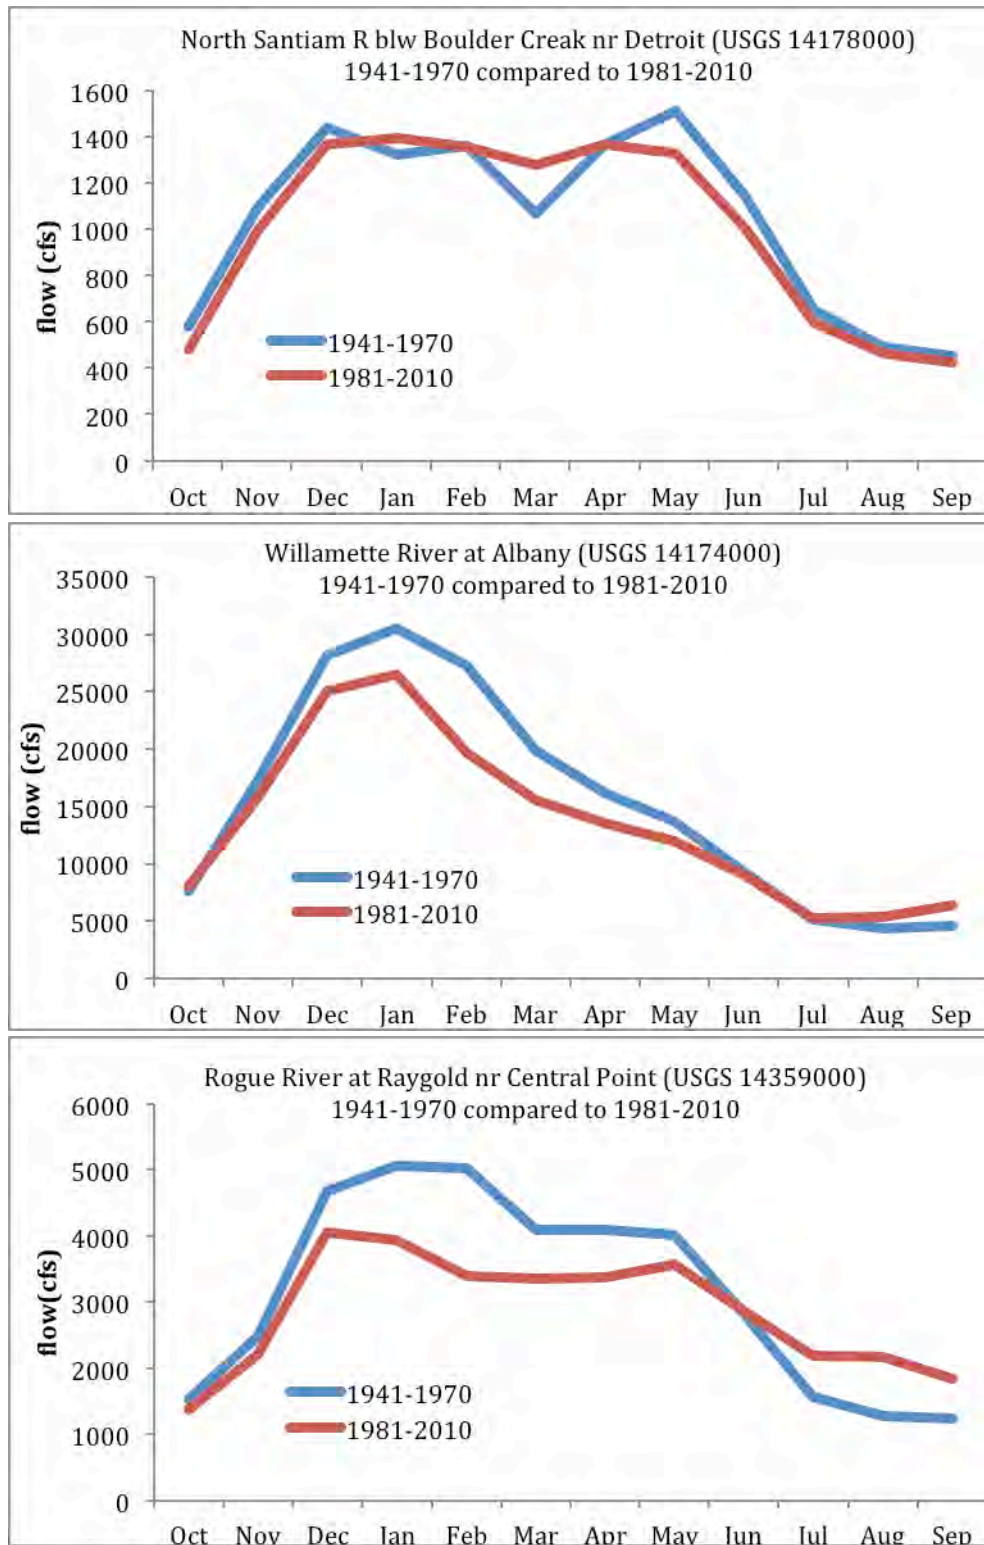 North Santiam R blw Boulder Creak nr Detroit (USGS 14178000)
1941-1970 compared to 1981-2010
1600
1400
1200
1000
800
600
400
200
0
flow (cfs)
1941-1970
1981-2010
Oct Nov Dec Jan Feb Mar Apr May Jun Jul Aug Sep
Willamette River at Albany (USGS 14174000)
1941-1970 compared to 1981-2010
35000
30000
25000
20000
15000
10000
5000
0
flow (cfs)
1941-1970
1981-2010
Oct Nov Dec Jan Feb Mar Apr May Jun Jul Aug Sep
Rogue River at Raygold nr Central Point (USGS 14359000)
1941-1970 compared to 1981-2010
6000
5000
4000
3000
2000
1000
0
flow(cfs)
1941-1970
1981-2010
Oct Nov Dec Jan Feb Mar Apr May Jun Jul Aug Sep